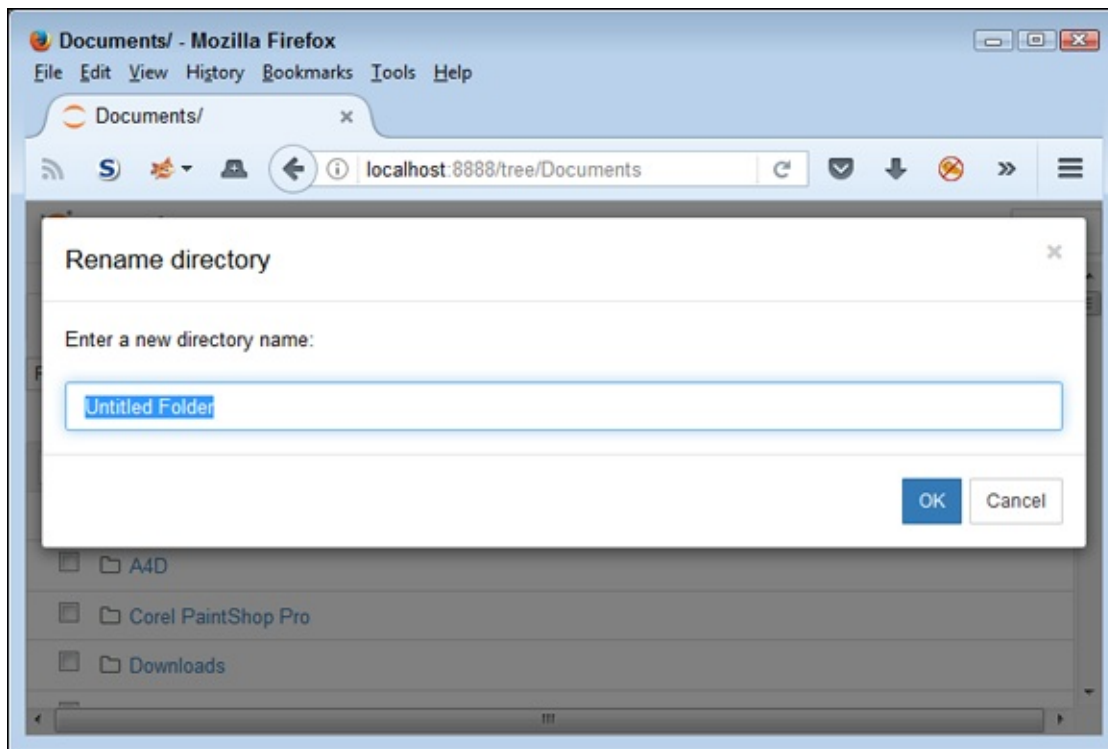 Documents/ - Mozilla Firefox
File Edit View History Bookmarks Tools Help
Documents/
localhost:8888/tree/Documents
Rename directory
Enter a new directory name:
Untitled Folder
OK Cancel
A4D
Corel PaintShop Pro
Downloads